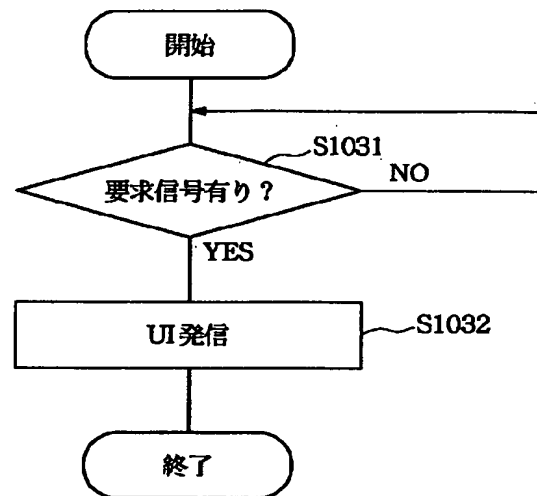 開始
S1031
要求信号有り？
NO
YES
UI発信
S1032
終了